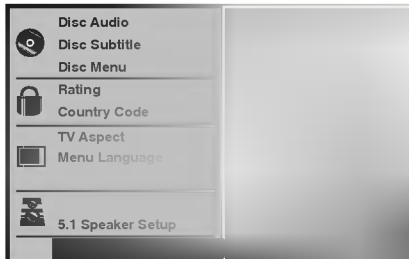 Disc Audio
Disc Subtitle
Disc Menu
Rating
Country Code
TV Aspect
Menu Language
5.1 Speaker Setup